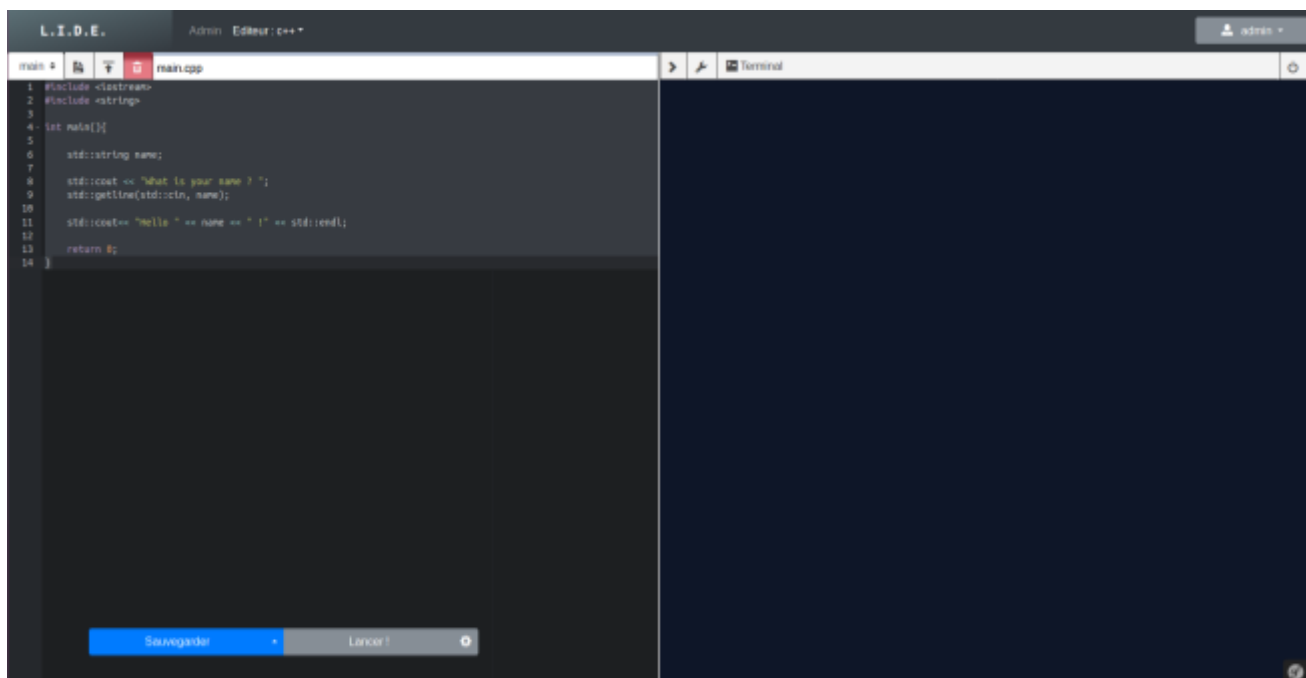 L.I.D.E. Admin Editeur : c++ admin
main main.cpp Terminal
1 #include <iostream>
2 #include <string>
3
4 int main(){
5
6 std::string name;
7
8 std::cout << "What is your name ? ";
9 std::getline(std::cin, name);
10
11 std::cout<< "Hello " << name << " !" << std::endl;
12
13 return 0;
14 }
Sauvegarder Lancer !